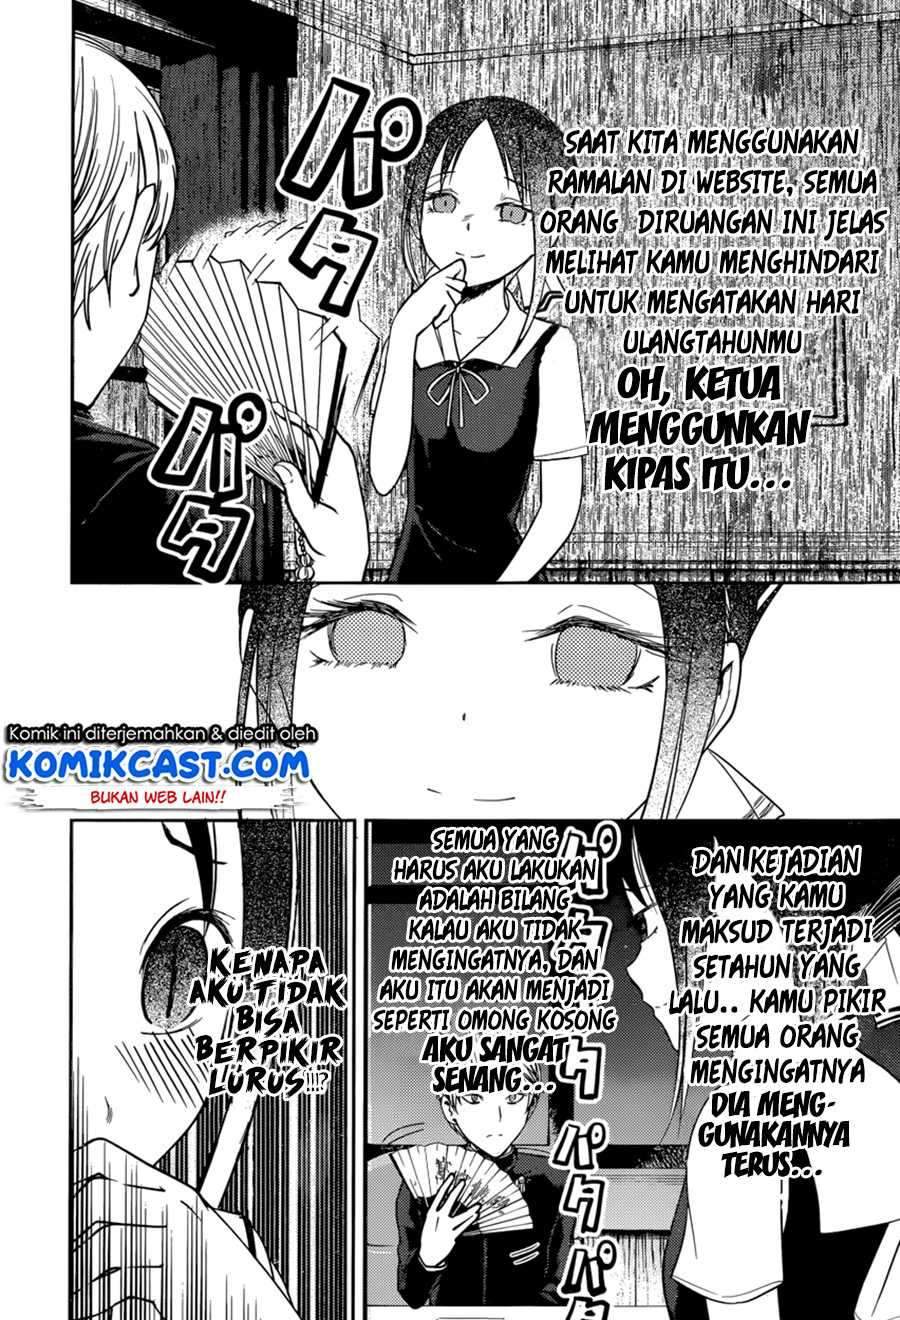 パタ
パタ
SAAT KITA MENGGUNAKAN
RAMALAN DI WEBSITE, SEMUA
ORANG DIRUANGAN INI JELAS
MELIHAT KAMU MENGHINDARI
UNTUK MENGATAKAN HARI
ULANGTAHUNMU
OH, KETUA
MENGGUNKAN
KIPAS ITU...
Komik ini diterjemahkan & diedit oleh
KOMIKCAST.COM
BUKAN WEB LAIN!!
DAN KEJADIAN
YANG KAMU
MAKSUD TERJADI
SETAHUN YANG
LALU.. KAMU PIKIR
SEMUA ORANG
MENGINGATNYA
DIA MENG-
GUNAKANNYA
TERUS...
パタ
パタ
パタ
SEMUA YANG
HARUS AKU LAKUKAN
ADALAH BILANG
KALAU AKU TIDAK
MENGINGATNYA, DAN
AKU ITU AKAN MENJADI
SEPERTI OMONG KOSONG
AKU SANGAT
SENANG...
KENAPA
AKU TIDAK
BISA
BERPIKIR
LURUS!!!?